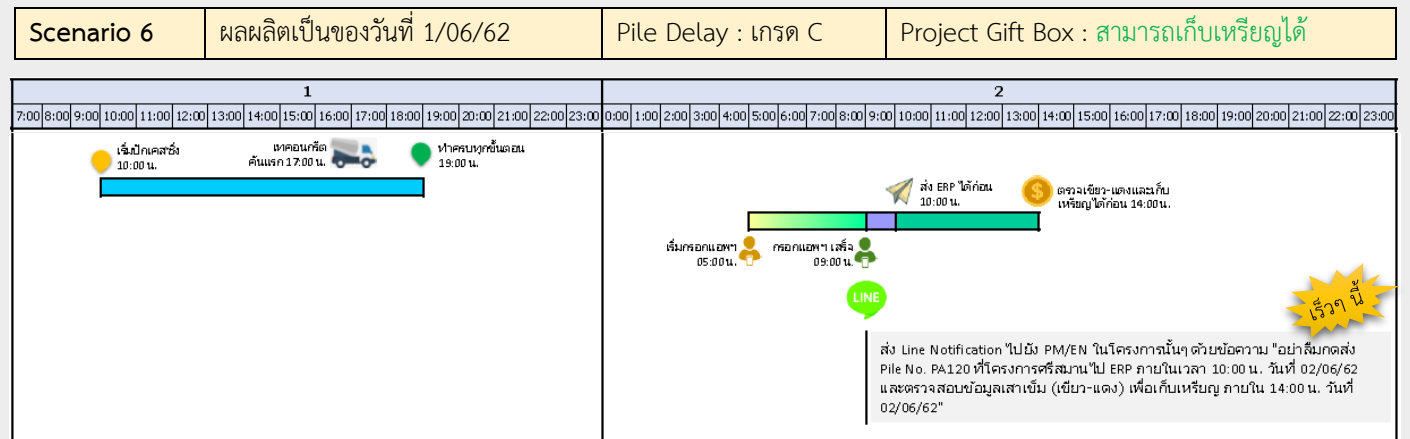 Scenario 6 ผลผลิตเป็นของวันที่ 1/06/62 Pile Delay : เกรด C Project Gift Box : สามารถเก็บเหรียญได้
1 2
7:00 8:00 9:00 10:00 11:00 12:00 13:00 14:00 15:00 16:00 17:00 18:00 19:00 20:00 21:00 22:00 23:00 0:00 1:00 2:00 3:00 4:00 5:00 6:00 7:00 8:00 9:00 10:00 11:00 12:00 13:00 14:00 15:00 16:00 17:00 18:00 19:00 20:00 21:00 22:00 23:00
เริ่มปักเคสซิ่ง
10:00 น.
เทคอนกรีต
คันแรก 17:00 น.
ทำครบทุกขั้นตอน
19:00 น.
ส่ง ERP ได้ก่อน
10:00 น.
ตรวจเขียว-แดงและเก็บ
เหรียญได้ก่อน 14:00 น.
เริ่มกรอกแอพฯ
05:00 น.
กรอกแอพฯ เสร็จ
09:00 น.
LINE
เร็วๆ นี้
ส่ง Line Notification ไปยัง PM/EN ในโครงการนั้นๆ ด้วยข้อความ "อย่าลืมกดส่ง
Pile No. PA120 ที่โครงการศรีสมาน ไป ERP ภายในเวลา 10:00 น. วันที่ 02/06/62
และตรวจสอบข้อมูลเสาเข็ม (เขียว-แดง) เพื่อเก็บเหรียญ ภายใน 14:00 น. วันที่
02/06/62"